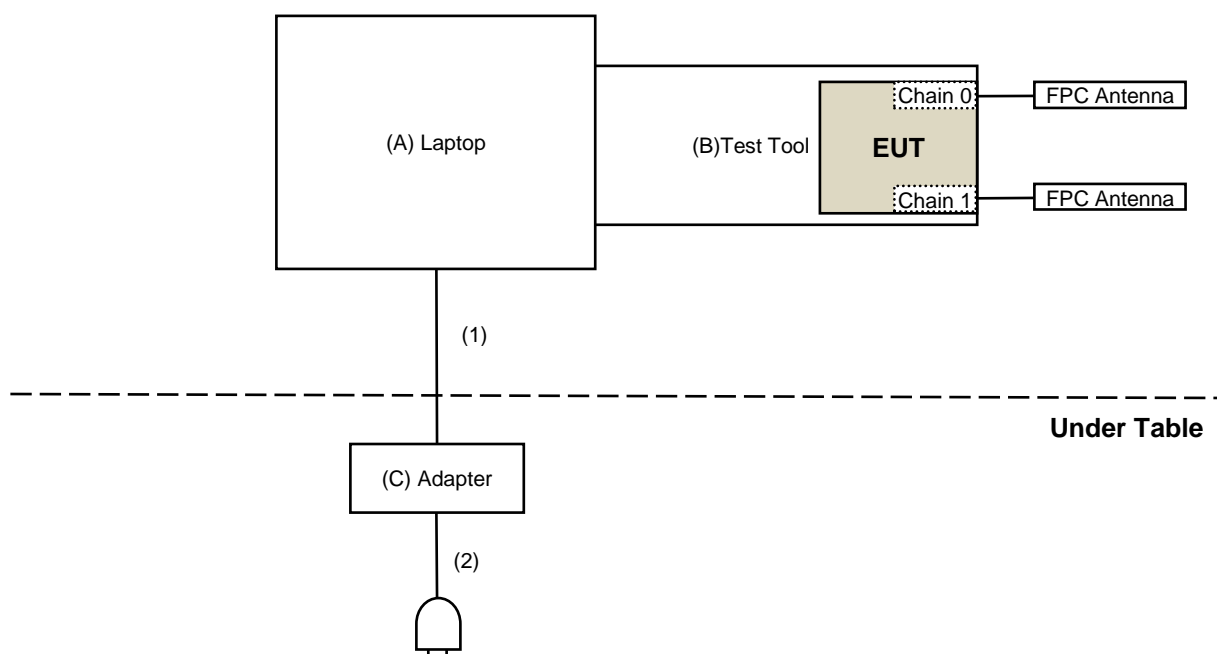 Chain 0
FPC Antenna
(A) Laptop
(B)Test Tool
EUT
Chain 1
FPC Antenna
(1)
Under Table
(C) Adapter
(2)